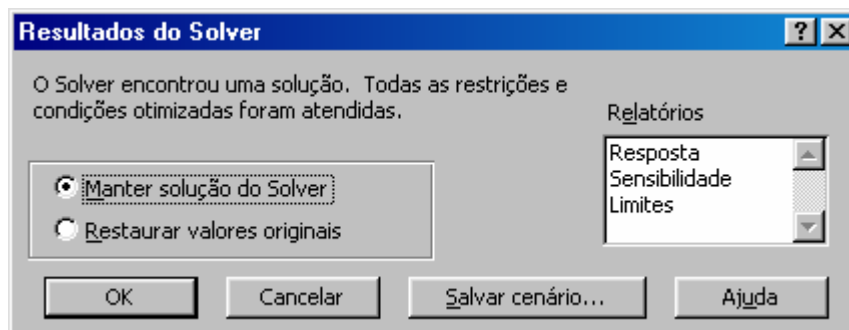 Resultados do Solver
O Solver encontrou uma solução. Todas as restrições e
condições otimizadas foram atendidas.
Relatórios
Resposta
Sensibilidade
Limites
Manter solução do Solver
Restaurar valores originais
OK
Cancelar
Salvar cenário...
Ajuda